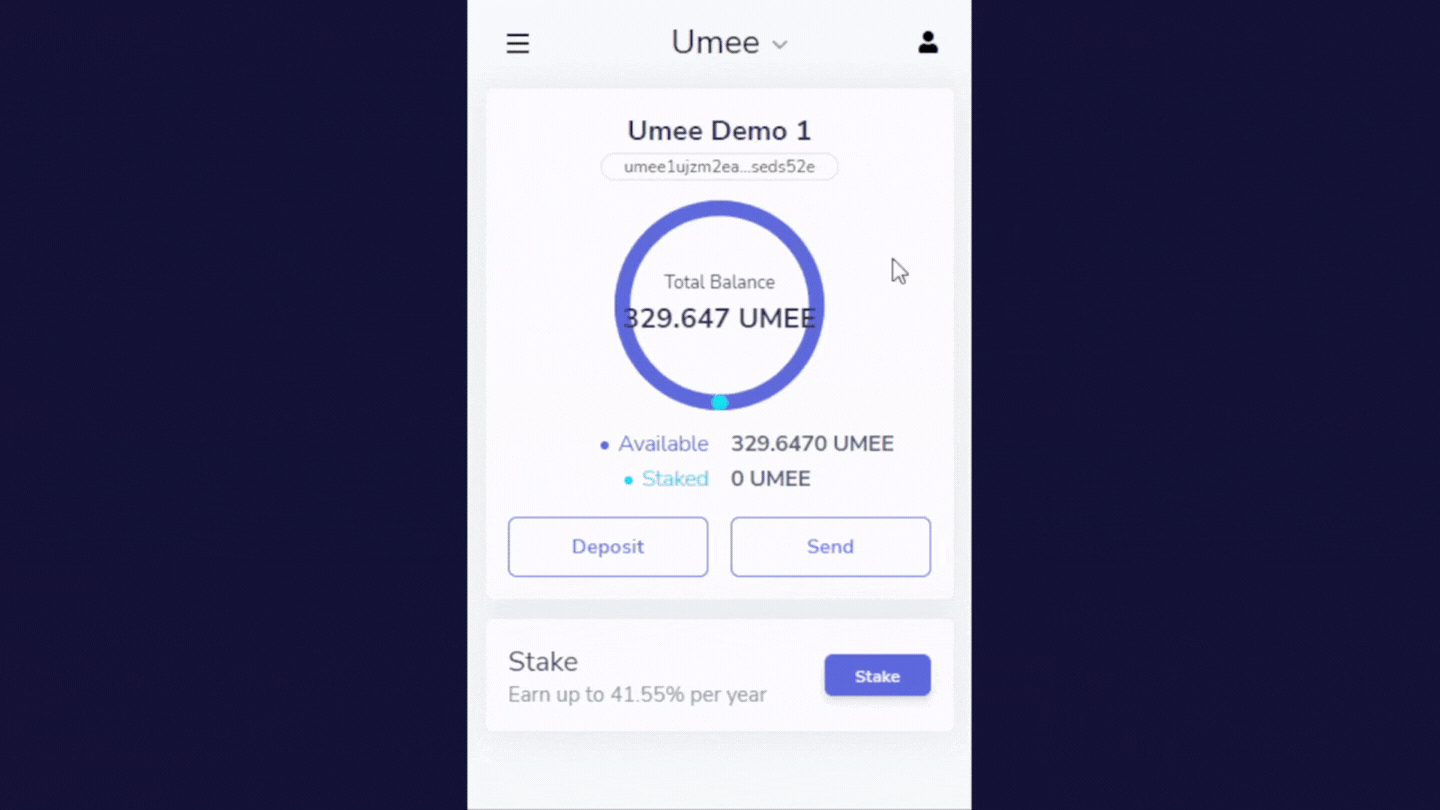 Umee
Umee Demo 1
umee1ujzm2ea...seds52e
Total Balance
329.647 UMEE
Available 329.6470 UMEE
Staked 0 UMEE
Deposit Send
Stake
Earn up to 41.55% per year
Stake